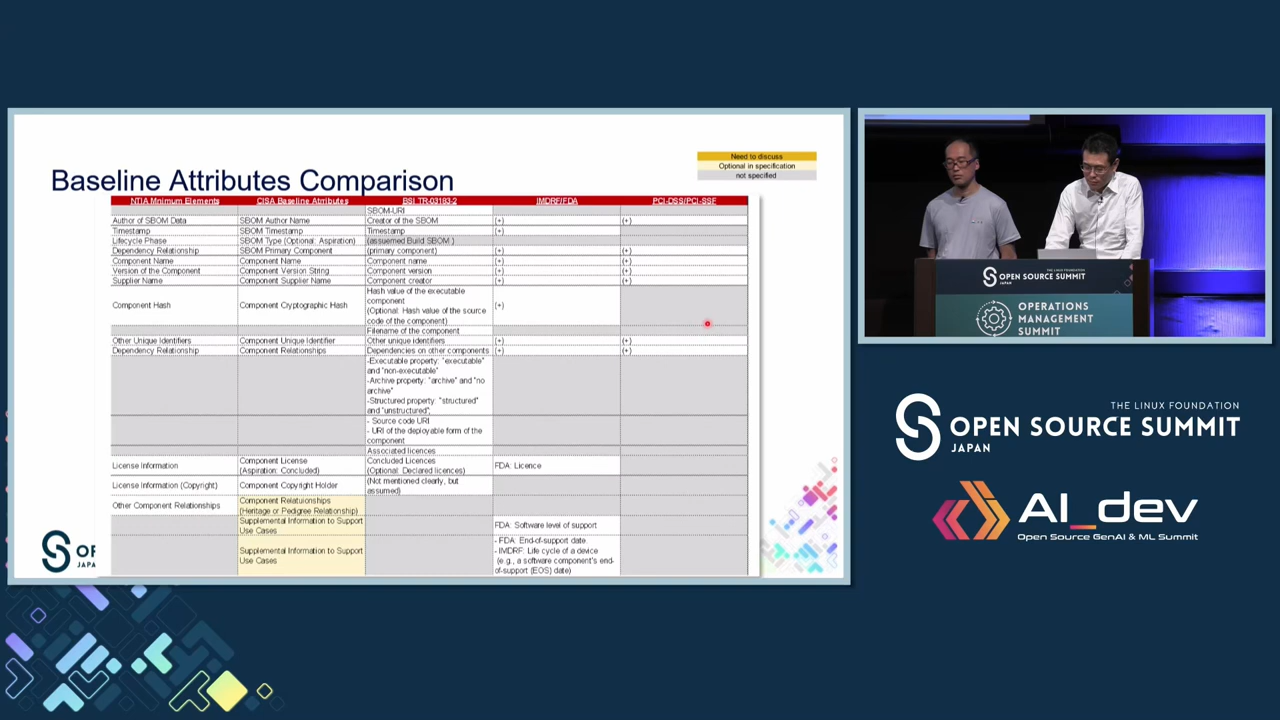 Baseline Attributes Comparison
Need to discuss
Optional in specification
not specified
NTIA Mnimum Elements CISA Baseline Attributes BSI TR-03183-2 IMDRF/FDA PCI-DSS/PCI-SSF
SBOM-URI
Author of SBOM Data SBOM Author Name Creator of the SBOM (+) (+)
Timestamp SBOM Timestamp Timestamp (+)
Lifecycle Phase SBOM Type (Optional: Aspiration) (assuemed Build SBOM )
Dependency Relationship SBOM Primary Component (primary component) (+) (+)
Component Name Component Name Component name (+) (+)
Version of the Component Component Version String Component version (+) (+)
Supplier Name Component Supplier Name Component creator (+) (+)
Component Hash Component Cryptographic Hash
Hash value of the executable
component
(Optional: Hash value of the source
code of the component)
(+)
Filename of the component
Other Unique Identifiers Component Unique Identifier Other unique identifiers (+) (+)
Dependency Relationship Component Relationships Dependencies on other components (+) (+)
-Executable property: "executable"
and "non-executable"
-Archive property: "archive" and "no
archive"
-Structured property: "structured"
and "unstructured";
- Source code URI
- URI of the deployable form of the
component
Associated licences
License Information
Component License
(Aspiration: Concluded)
Concluded Licences
(Optional: Declared licences)
FDA: Licence
License Information (Copyright) Component Copyright Holder
(Not mentioned clearly, but
assumed)
Other Component Relationships
Component Relatuionships
(Heritage or Pedigree Relationship)
Supplemental Information to Support
Use Cases
FDA: Software level of support
Supplemental Information to Support
Use Cases
- FDA: End-of-support date
- IMDRF: Life cycle of a device
(e.g., a software component's end-
of-support (EOS) date)
OF
JAPA
THE LINUX FOUNDATION
OPEN SOURCE SUMMIT
JAPAN
OPERATIONS
MANAGEMENT
SUMMIT
THE LINUX FOUNDATION
OPEN SOURCE SUMMIT
JAPAN
AI_dev
Open Source GenAI & ML Summit